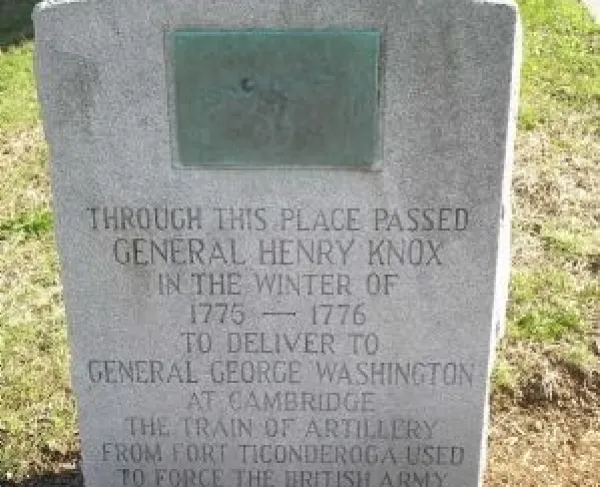 THROUGH THIS PLACE PASSED
GENERAL HENRY KNOX
IN THE WINTER OF
1775 — 1776
TO DELIVER TO
GENERAL GEORGE WASHINGTON
AT CAMBRIDGE
THE TRAIN OF ARTILLERY
FROM FORT TICONDEROGA USED
TO FORCE THE BRITISH ARMY